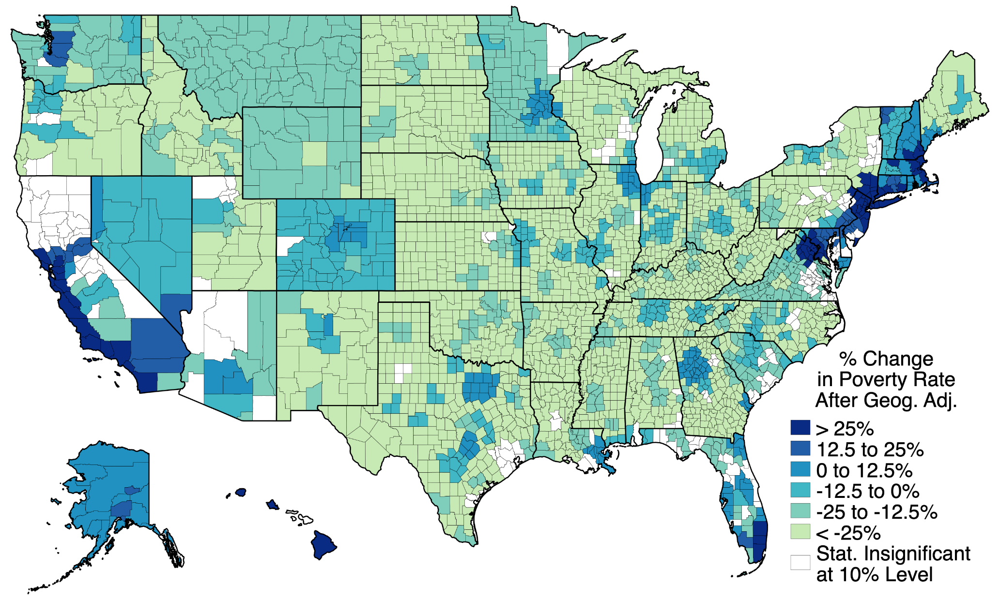 % Change
in Poverty Rate
After Geog. Adj.
> 25%
12.5 to 25%
0 to 12.5%
-12.5 to 0%
-25 to -12.5%
< -25%
Stat. Insignificant
at 10% Level